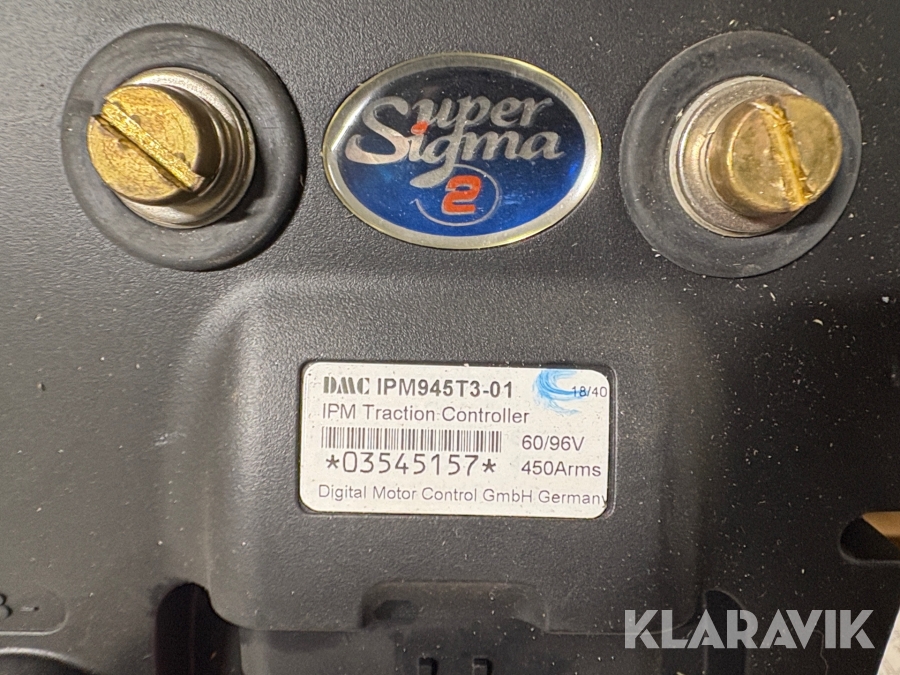 Super
Sigma
2
DMC IPM945T3-01 18/40
IPM Traction Controller
60/96V
*03545157* 450Arms
Digital Motor Control GmbH Germany
KLARAVIK